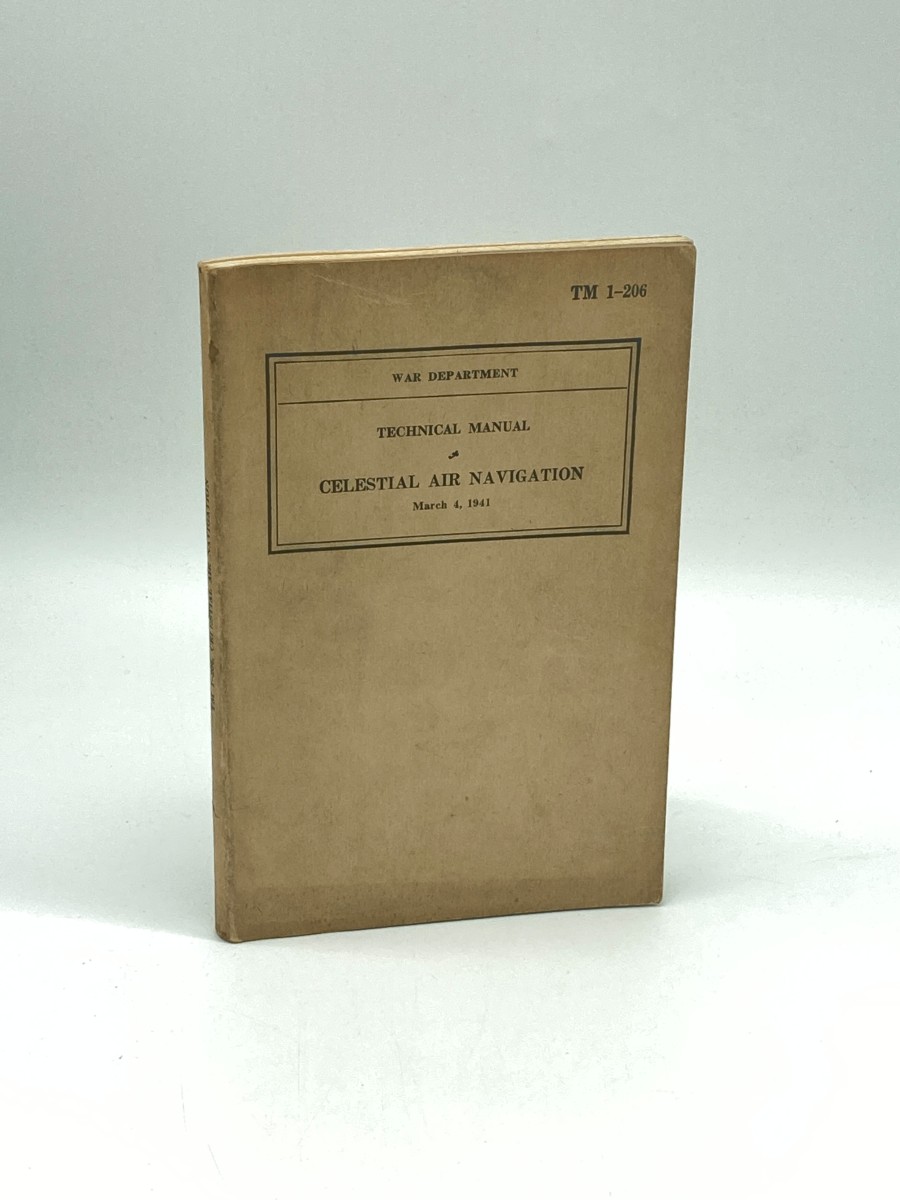 TM 1-206
WAR DEPARTMENT
TECHNICAL MANUAL
CELESTIAL AIR NAVIGATION
March 4, 1941